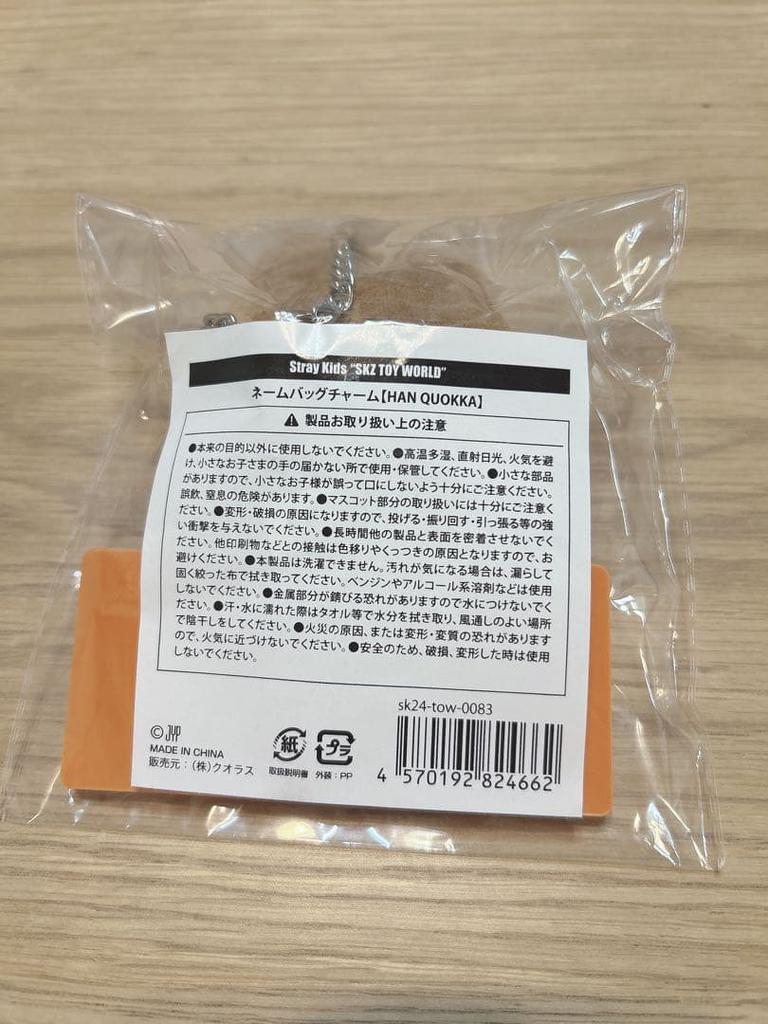 Stray Kids "SKZ TOY WORLD"
ネームバッグチャーム【HAN QUOKKA】
⚠ 製品お取り扱い上の注意
●本来の目的以外に使用しないでください。●高温多湿、直射日光、火気を避
け、小さなお子さまの手の届かない所で使用・保管してください。●小さな部品
がありますので、小さなお子様が誤って口にしないよう十分にご注意ください。
誤飲、窒息の危険があります。●マスコット部分の取り扱いには十分にご注意くだ
さい。●変形・破損の原因になりますので、投げる・振り回す・引っ張る等の強
い衝撃を与えないでください。●長時間他の製品と表面を密着させないでく
ださい。他印刷物などとの接触は色移りやくっつきの原因となりますので、お
避けください。●本製品は洗濯できません。汚れが気になる場合は、濡らして
固く絞った布で拭き取ってください。ベンジンやアルコール系溶剤などは使用
しないでください。●金属部分が錆びる恐れがありますので水につけないでく
ださい。●汗・水に濡れた際はタオル等で水分を拭き取り、風通しのよい場所
で陰干しをしてください。●火災の原因、または変形・変質の恐れがあります
ので、火気に近づけないでください。●安全のため、破損、変形した時は使用
しないでください。
sk24-tow-0083
© JYP
MADE IN CHINA
販売元：（株）クオラス
紙
取扱説明書
プラ
外装：PP
4 570192 824662